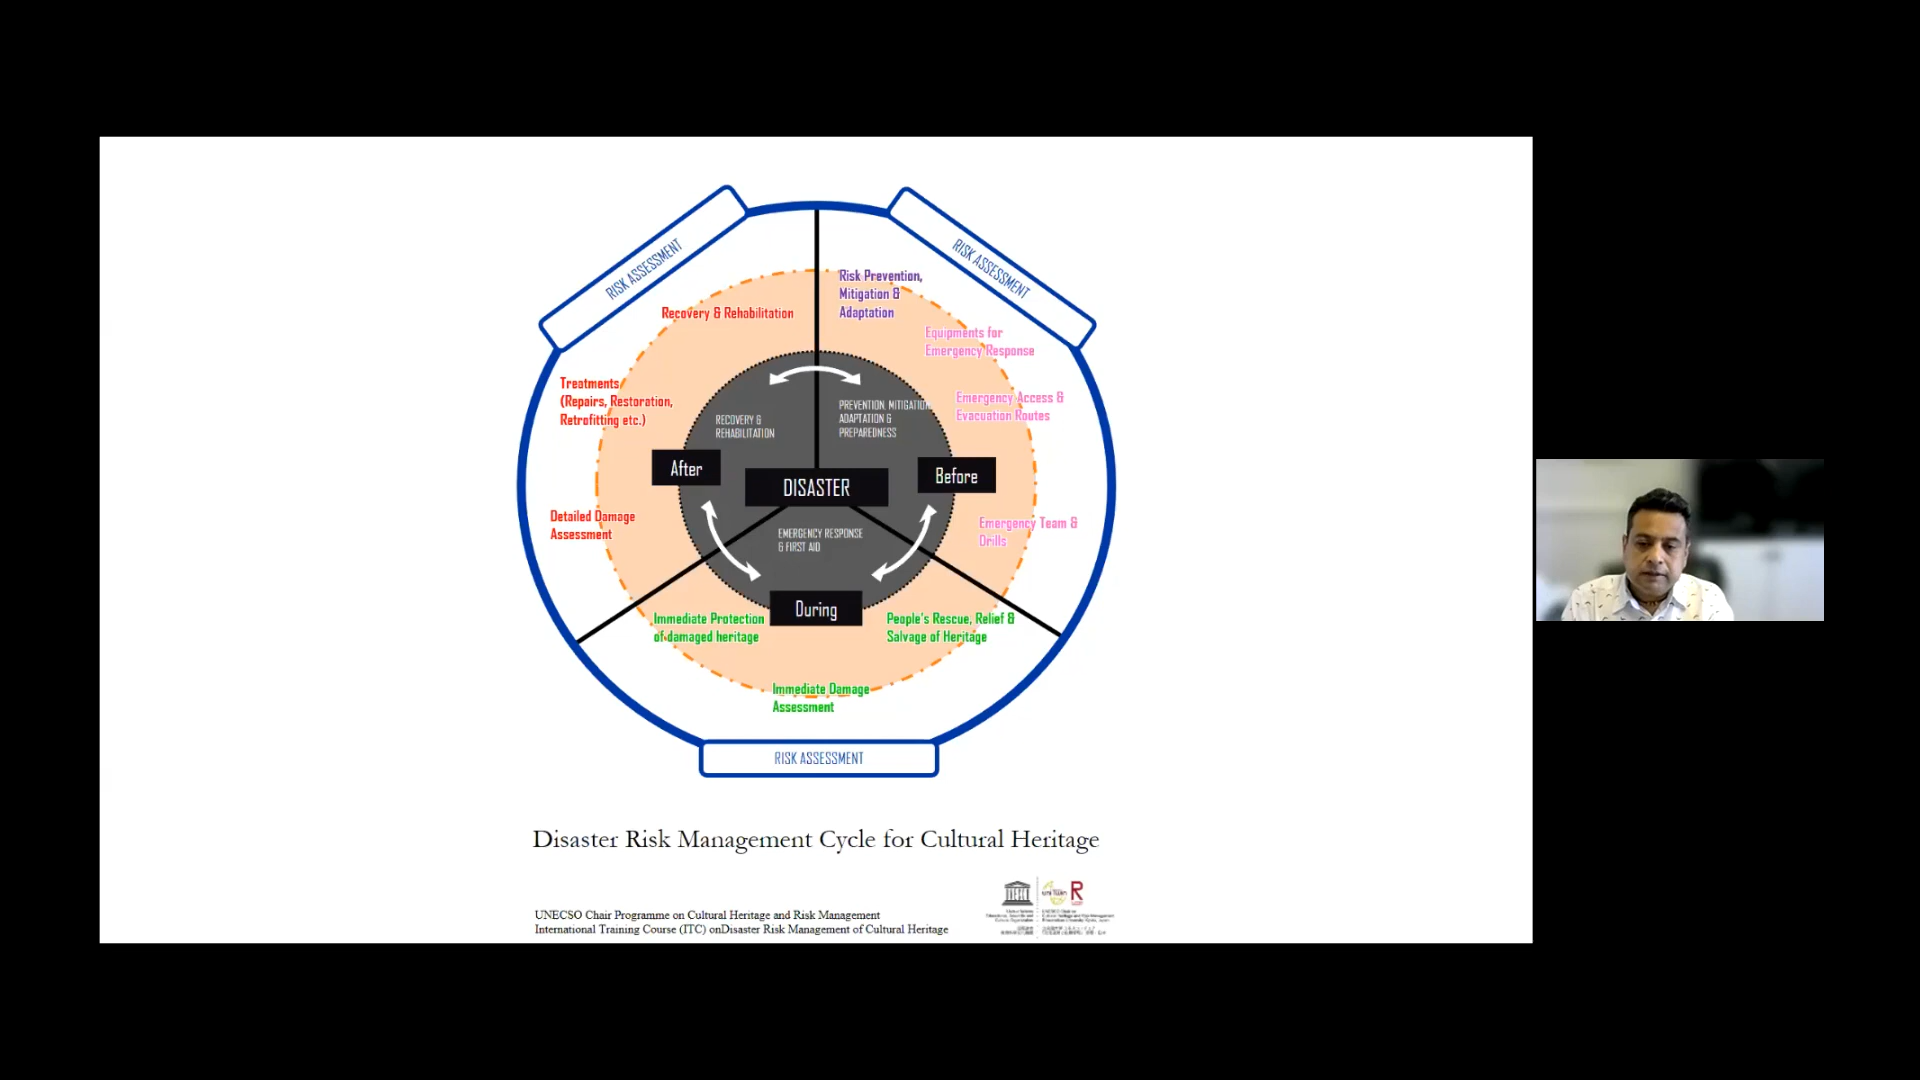 RISK ASSESSMENT
RISK ASSESSMENT
Risk Prevention,
Mitigation &
Adaptation
Recovery & Rehabilitation
Equipments for
Emergency Response
Treatments
(Repairs, Restoration,
Retrofitting etc.)
Emergency Access &
Evacuation Routes
RECOVERY &
REHABILITATION
PREVENTION, MITIGATION,
ADAPTATION &
PREPAREDNESS
After
Before
DISASTER
Detailed Damage
Assessment
EMERGENCY RESPONSE
& FIRST AID
Emergency Team &
Drills
During
Immediate Protection
of damaged heritage
People's Rescue, Relief &
Salvage of Heritage
Immediate Damage
Assessment
RISK ASSESSMENT
Disaster Risk Management Cycle for Cultural Heritage
UNECSO Chair Programme on Cultural Heritage and Risk Management
International Training Course (ITC) onDisaster Risk Management of Cultural Heritage
R